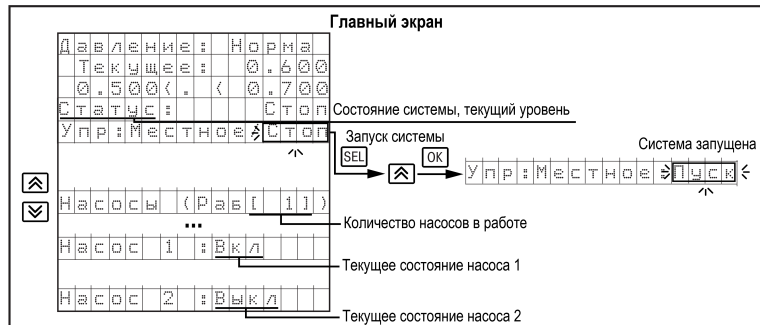 Главный экран
Давление: Норма
Текущее: 0.600
0.500<. < 0.700
Статус: Стоп
Состояние системы, текущий уровень
Упр:Местное Стоп
Запуск системы
SEL
OK
Система запущена
Упр:Местное Пуск
Насосы (Раб[ 1])
Количество насосов в работе
...
Насос 1 :Вкл
Текущее состояние насоса 1
Насос 2 :Выкл
Текущее состояние насоса 2